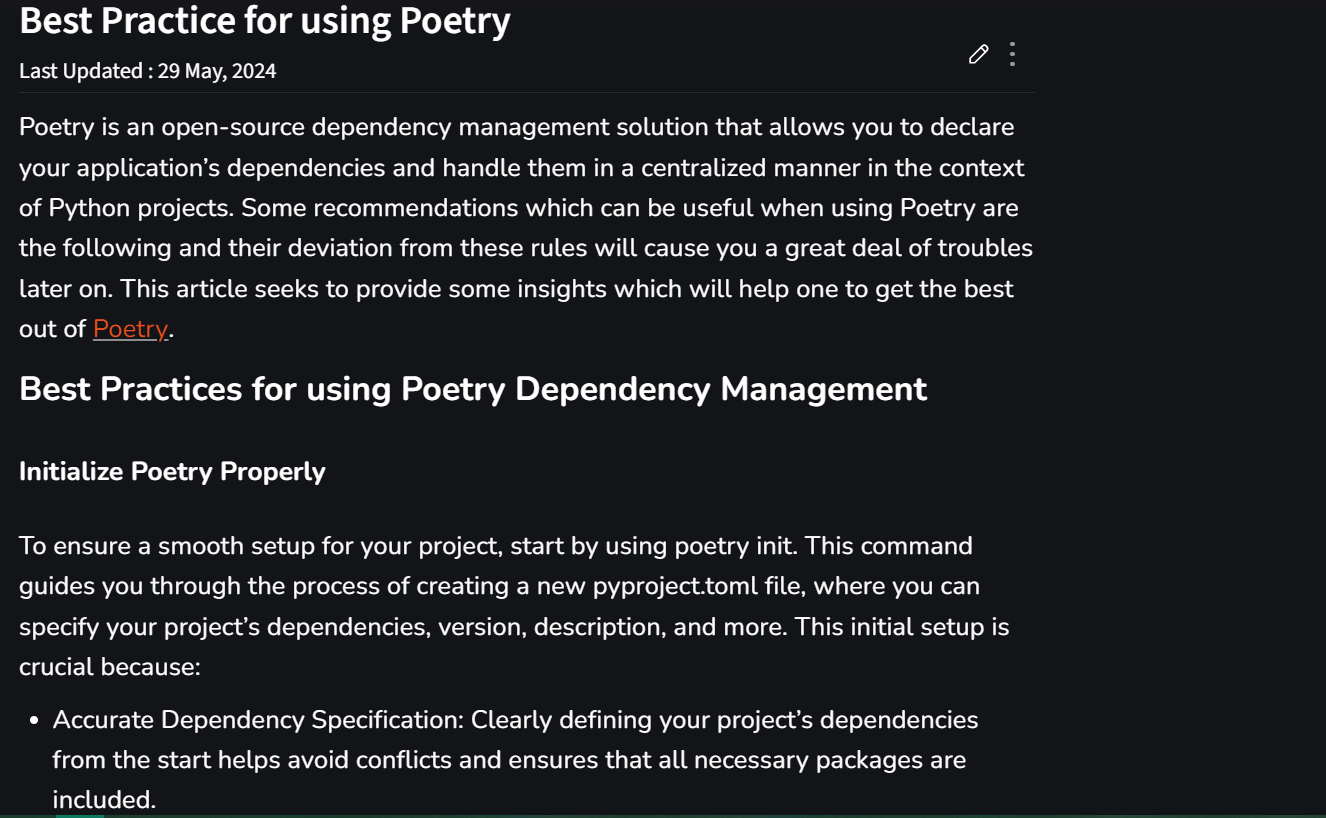 Best Practice for using Poetry
Last Updated : 29 May, 2024
Poetry is an open-source dependency management solution that allows you to declare
your application’s dependencies and handle them in a centralized manner in the context
of Python projects. Some recommendations which can be useful when using Poetry are
the following and their deviation from these rules will cause you a great deal of troubles
later on. This article seeks to provide some insights which will help one to get the best
out of Poetry.
Best Practices for using Poetry Dependency Management
Initialize Poetry Properly
To ensure a smooth setup for your project, start by using poetry init. This command
guides you through the process of creating a new pyproject.toml file, where you can
specify your project’s dependencies, version, description, and more. This initial setup is
crucial because:
• Accurate Dependency Specification: Clearly defining your project’s dependencies
from the start helps avoid conflicts and ensures that all necessary packages are
included.